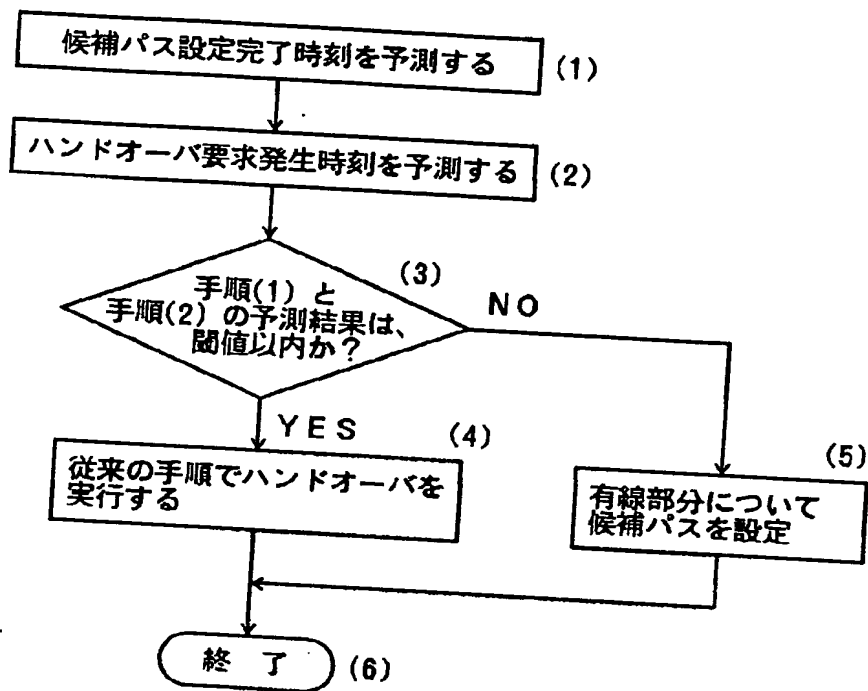 候補パス設定完了時刻を予測する
(1)
ハンドオーバ要求発生時刻を予測する
(2)
(3)
手順(1) と
手順(2) の予測結果は、
閾値以内か?
NO
YES
(4)
従来の手順でハンドオーバを
実行する
(5)
有線部分について
候補パスを設定
終 了
(6)